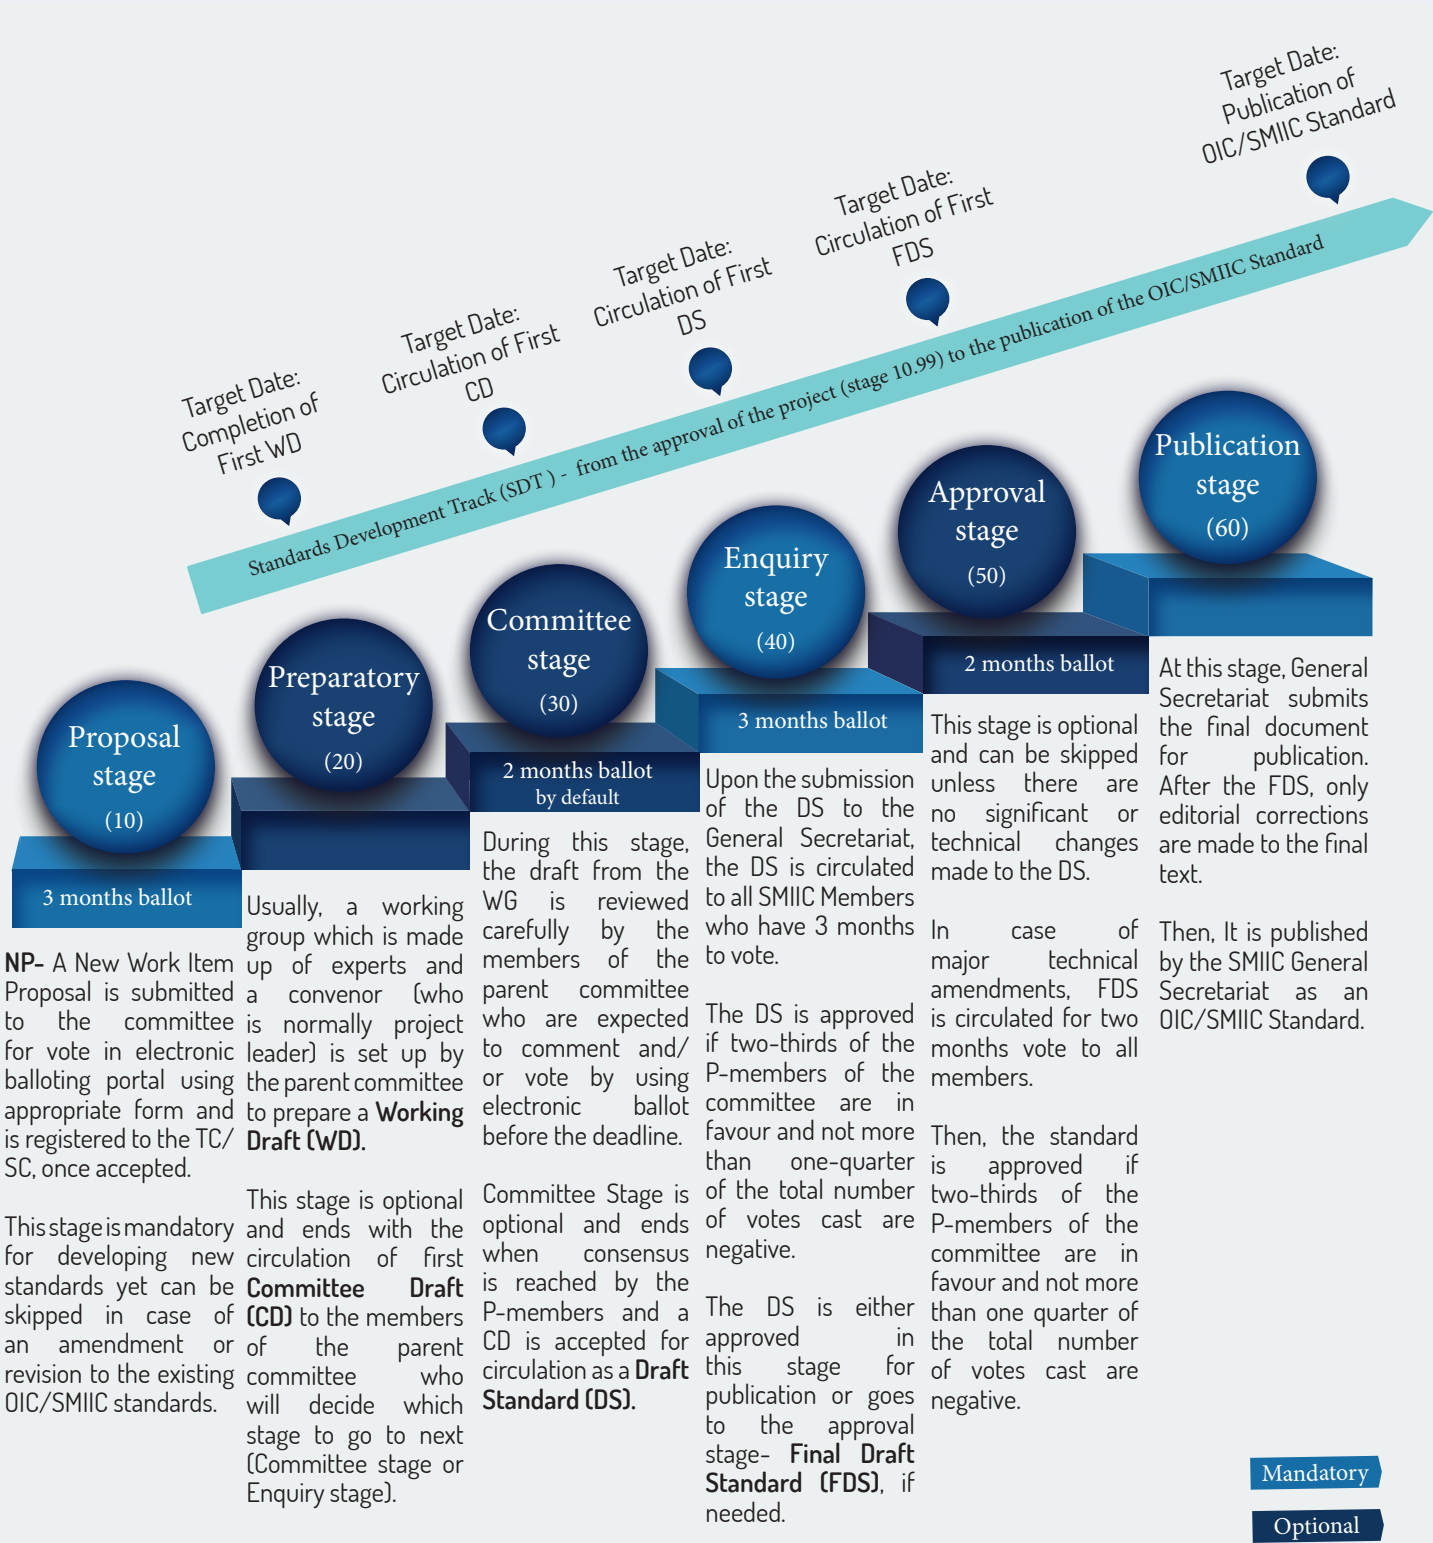 Target Date:
Publication of
OIC/SMIIC Standard
Target Date:
Circulation of First
FDS
Target Date:
Circulation of First
DS
Target Date:
Circulation of First
CD
Target Date:
Completion of
First WD
Standards Development Track (SDT ) - from the approval of the project (stage 10.99) to the publication of the OIC/SMIIC Standard
Proposal
stage
(10)
3 months ballot
NP- A New Work Item
Proposal is submitted
to the committee
for vote in electronic
balloting portal using
appropriate form and
is registered to the TC/
SC, once accepted.
This stage is mandatory
for developing new
standards yet can be
skipped in case of
an amendment or
revision to the existing
OIC/SMIIC standards.
Preparatory
stage
(20)
Usually, a working
group which is made
up of experts and
a convenor (who
is normally project
leader) is set up by
the parent committee
to prepare a Working
Draft (WD).
This stage is optional
and ends with the
circulation of first
Committee Draft
(CD) to the members
of the parent
committee who
will decide which
stage to go to next
(Committee stage or
Enquiry stage).
Committee
stage
(30)
2 months ballot
by default
During this stage,
the draft from the
WG is reviewed
carefully by the
members of the
parent committee
who are expected
to comment and/
or vote by using
electronic ballot
before the deadline.
Committee Stage is
optional and ends
when consensus
is reached by the
P-members and a
CD is accepted for
circulation as a Draft
Standard (DS).
Enquiry
stage
(40)
3 months ballot
Upon the submission
of the DS to the
General Secretariat,
the DS is circulated
to all SMIIC Members
who have 3 months
to vote.
The DS is approved
if two-thirds of the
P-members of the
committee are in
favour and not more
than one-quarter
of the total number
of votes cast are
negative.
The DS is either
approved in
this stage for
publication or goes
to the approval
stage- Final Draft
Standard (FDS), if
needed.
Approval
stage
(50)
2 months ballot
This stage is optional
and can be skipped
unless there are
no significant or
technical changes
made to the DS.
In case of
major technical
amendments, FDS
is circulated for two
months vote to all
members.
Then, the standard
is approved if
two-thirds of the
P-members of the
committee are in
favour and not more
than one quarter of
the total number
of votes cast are
negative.
Publication
stage
(60)
At this stage, General
Secretariat submits
the final document
for publication.
After the FDS, only
editorial corrections
are made to the final
text.
Then, It is published
by the SMIIC General
Secretariat as an
OIC/SMIIC Standard.
Mandatory
Optional